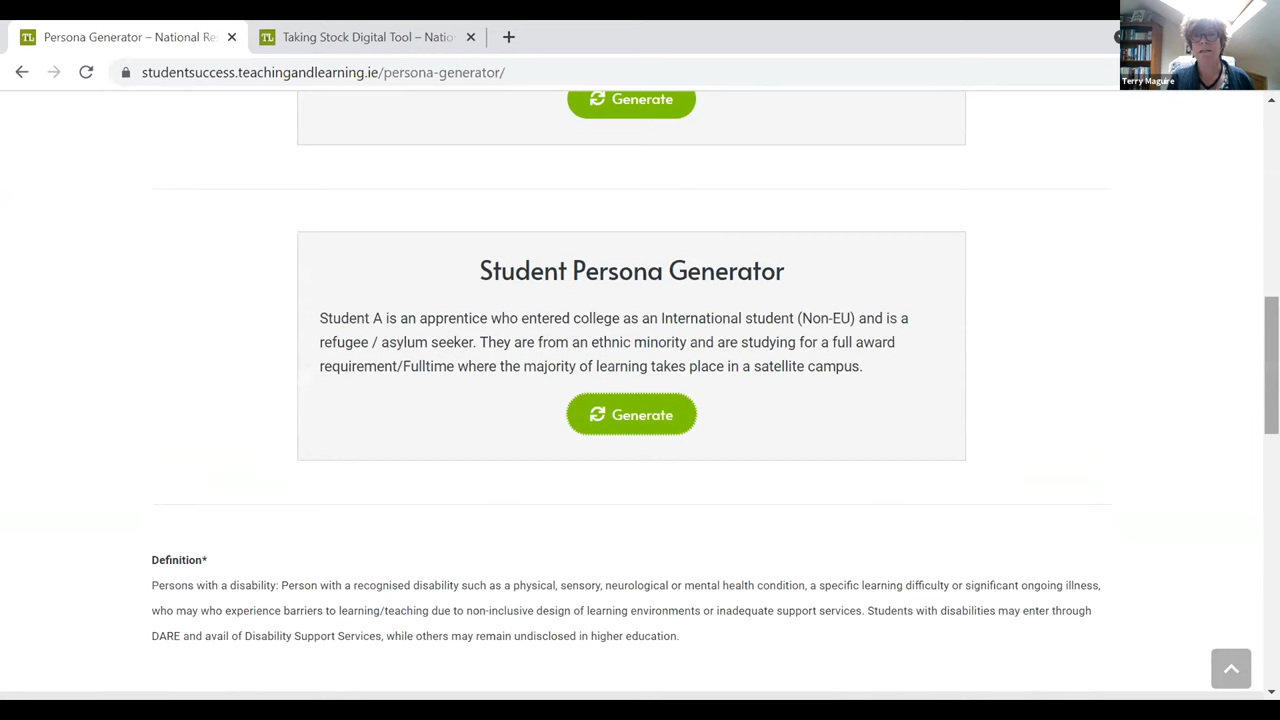 TL Persona Generator – National Re
TL Taking Stock Digital Tool – Natio
studentsuccess.teachingandlearning.ie/persona-generator/
Terry Maguire
Generate
Student Persona Generator
Student A is an apprentice who entered college as an International student (Non-EU) and is a
refugee / asylum seeker. They are from an ethnic minority and are studying for a full award
requirement/Fulltime where the majority of learning takes place in a satellite campus.
Generate
Definition*
Persons with a disability: Person with a recognised disability such as a physical, sensory, neurological or mental health condition, a specific learning difficulty or significant ongoing illness,
who may who experience barriers to learning/teaching due to non-inclusive design of learning environments or inadequate support services. Students with disabilities may enter through
DARE and avail of Disability Support Services, while others may remain undisclosed in higher education.